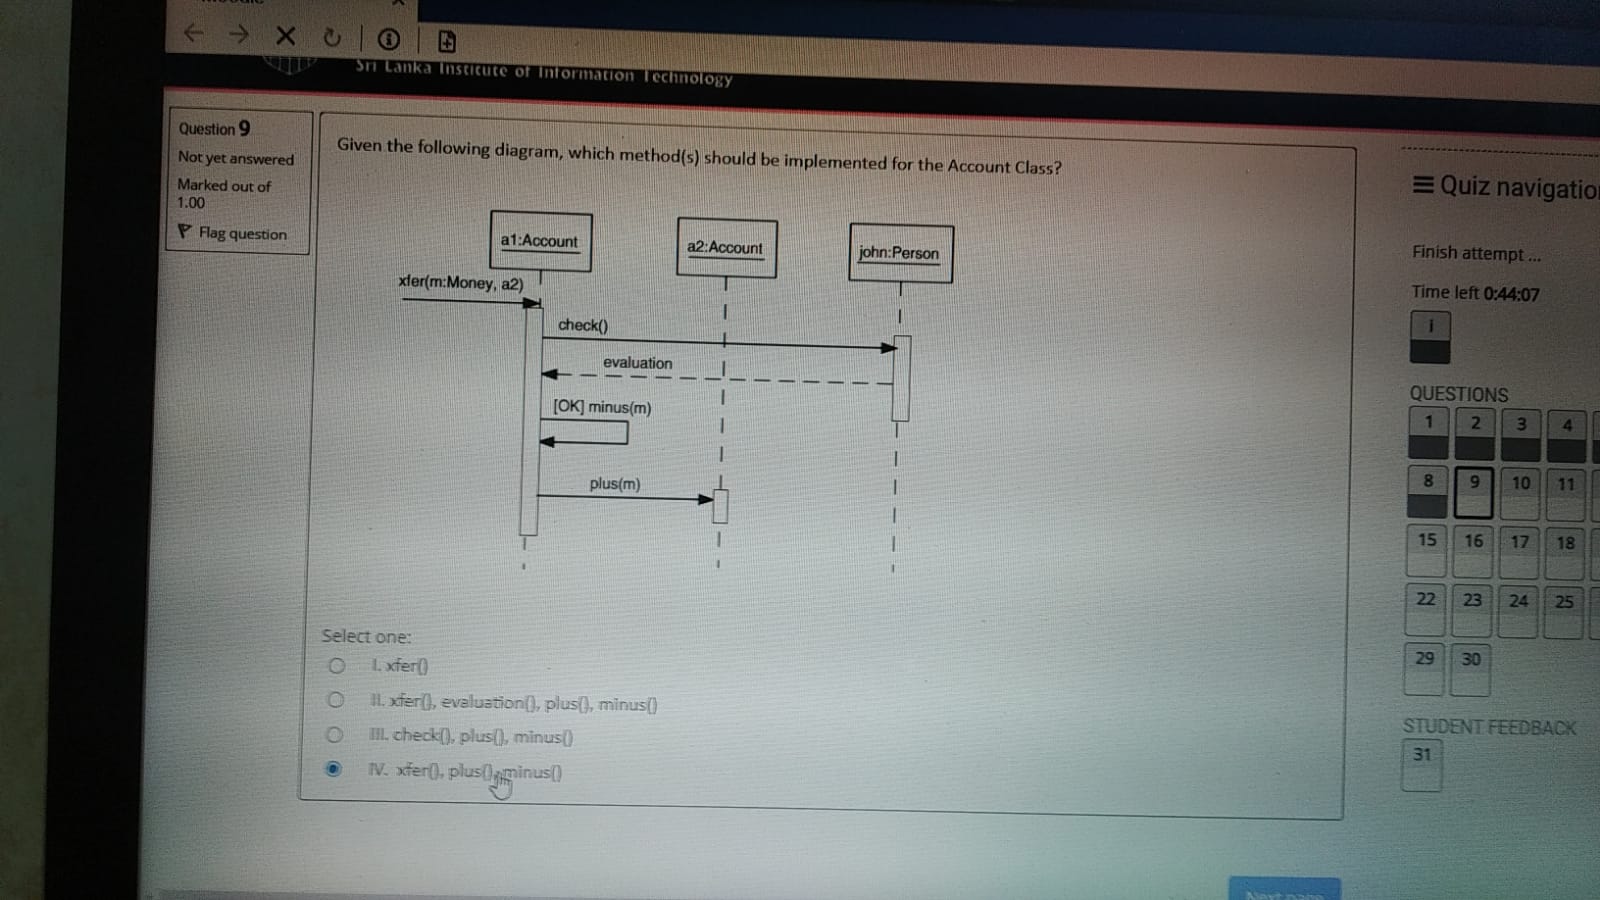 Sri Lanka Institute of Information Technology
Question 9
Not yet answered
Marked out of
1.00
Flag question
Given the following diagram, which method(s) should be implemented for the Account Class?
a1:Account
a2:Account
john:Person
xfer(m:Money, a2)
check()
evaluation
[OK] minus(m)
plus(m)
Select one:
I. xfer()
II. xfer(), evaluation(), plus(), minus()
III. check(), plus(), minus()
IV. xfer(), plus(), minus()
Quiz navigatio
Finish attempt ...
Time left 0:44:07
i
QUESTIONS
1 2 3 4
8 9 10 11
15 16 17 18
22 23 24 25
29 30
STUDENT FEEDBACK
31
Next page